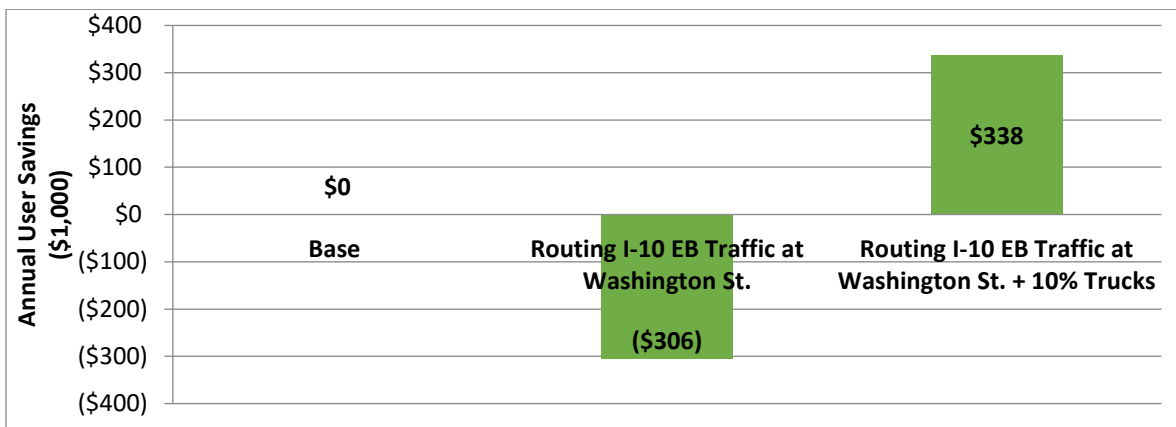 Annual User Savings
($1,000)
$400
$300
$200
$100
$0
($100)
($200)
($300)
($400)
$0
$338
Base
Routing I-10 EB Traffic at
Washington St.
Routing I-10 EB Traffic at
Washington St. + 10% Trucks
($306)